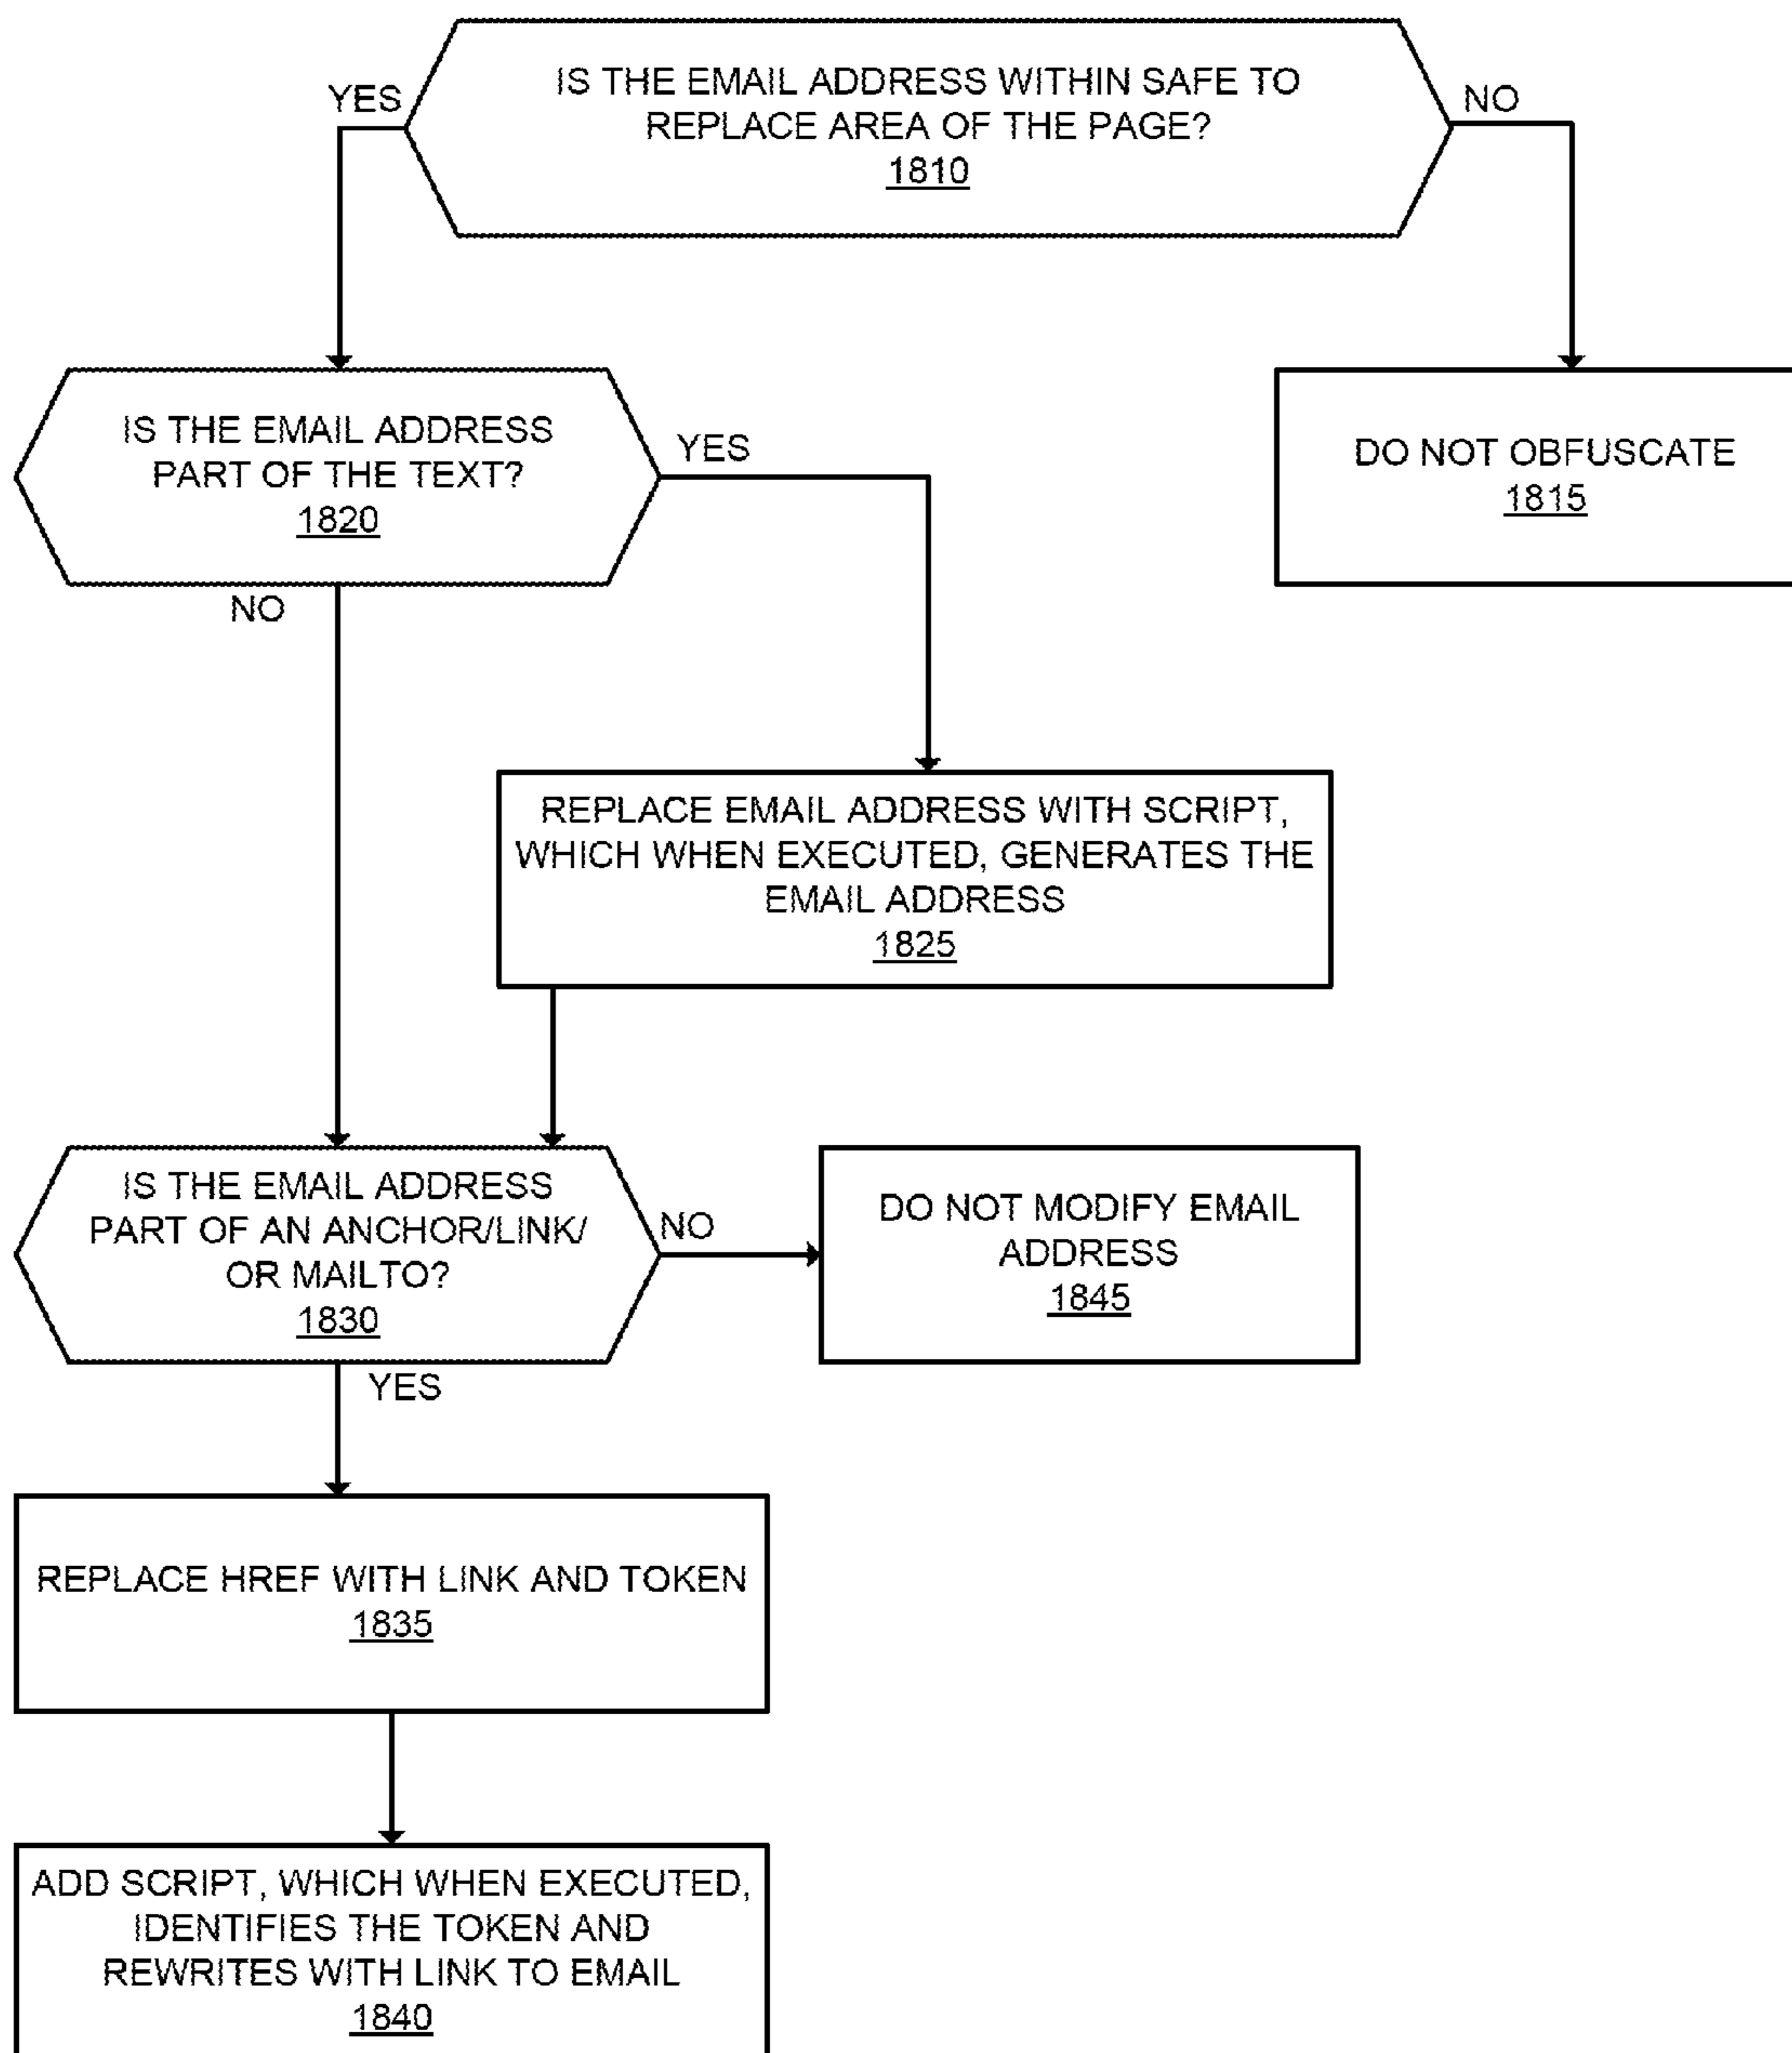 IS THE EMAIL ADDRESS WITHIN SAFE TO
REPLACE AREA OF THE PAGE?
1810
YES
NO
IS THE EMAIL ADDRESS
PART OF THE TEXT?
1820
YES
NO
DO NOT OBFUSCATE
1815
REPLACE EMAIL ADDRESS WITH SCRIPT,
WHICH WHEN EXECUTED, GENERATES THE
EMAIL ADDRESS
1825
IS THE EMAIL ADDRESS
PART OF AN ANCHOR/LINK/
OR MAILTO?
1830
NO
YES
DO NOT MODIFY EMAIL
ADDRESS
1845
REPLACE HREF WITH LINK AND TOKEN
1835
ADD SCRIPT, WHICH WHEN EXECUTED,
IDENTIFIES THE TOKEN AND
REWRITES WITH LINK TO EMAIL
1840